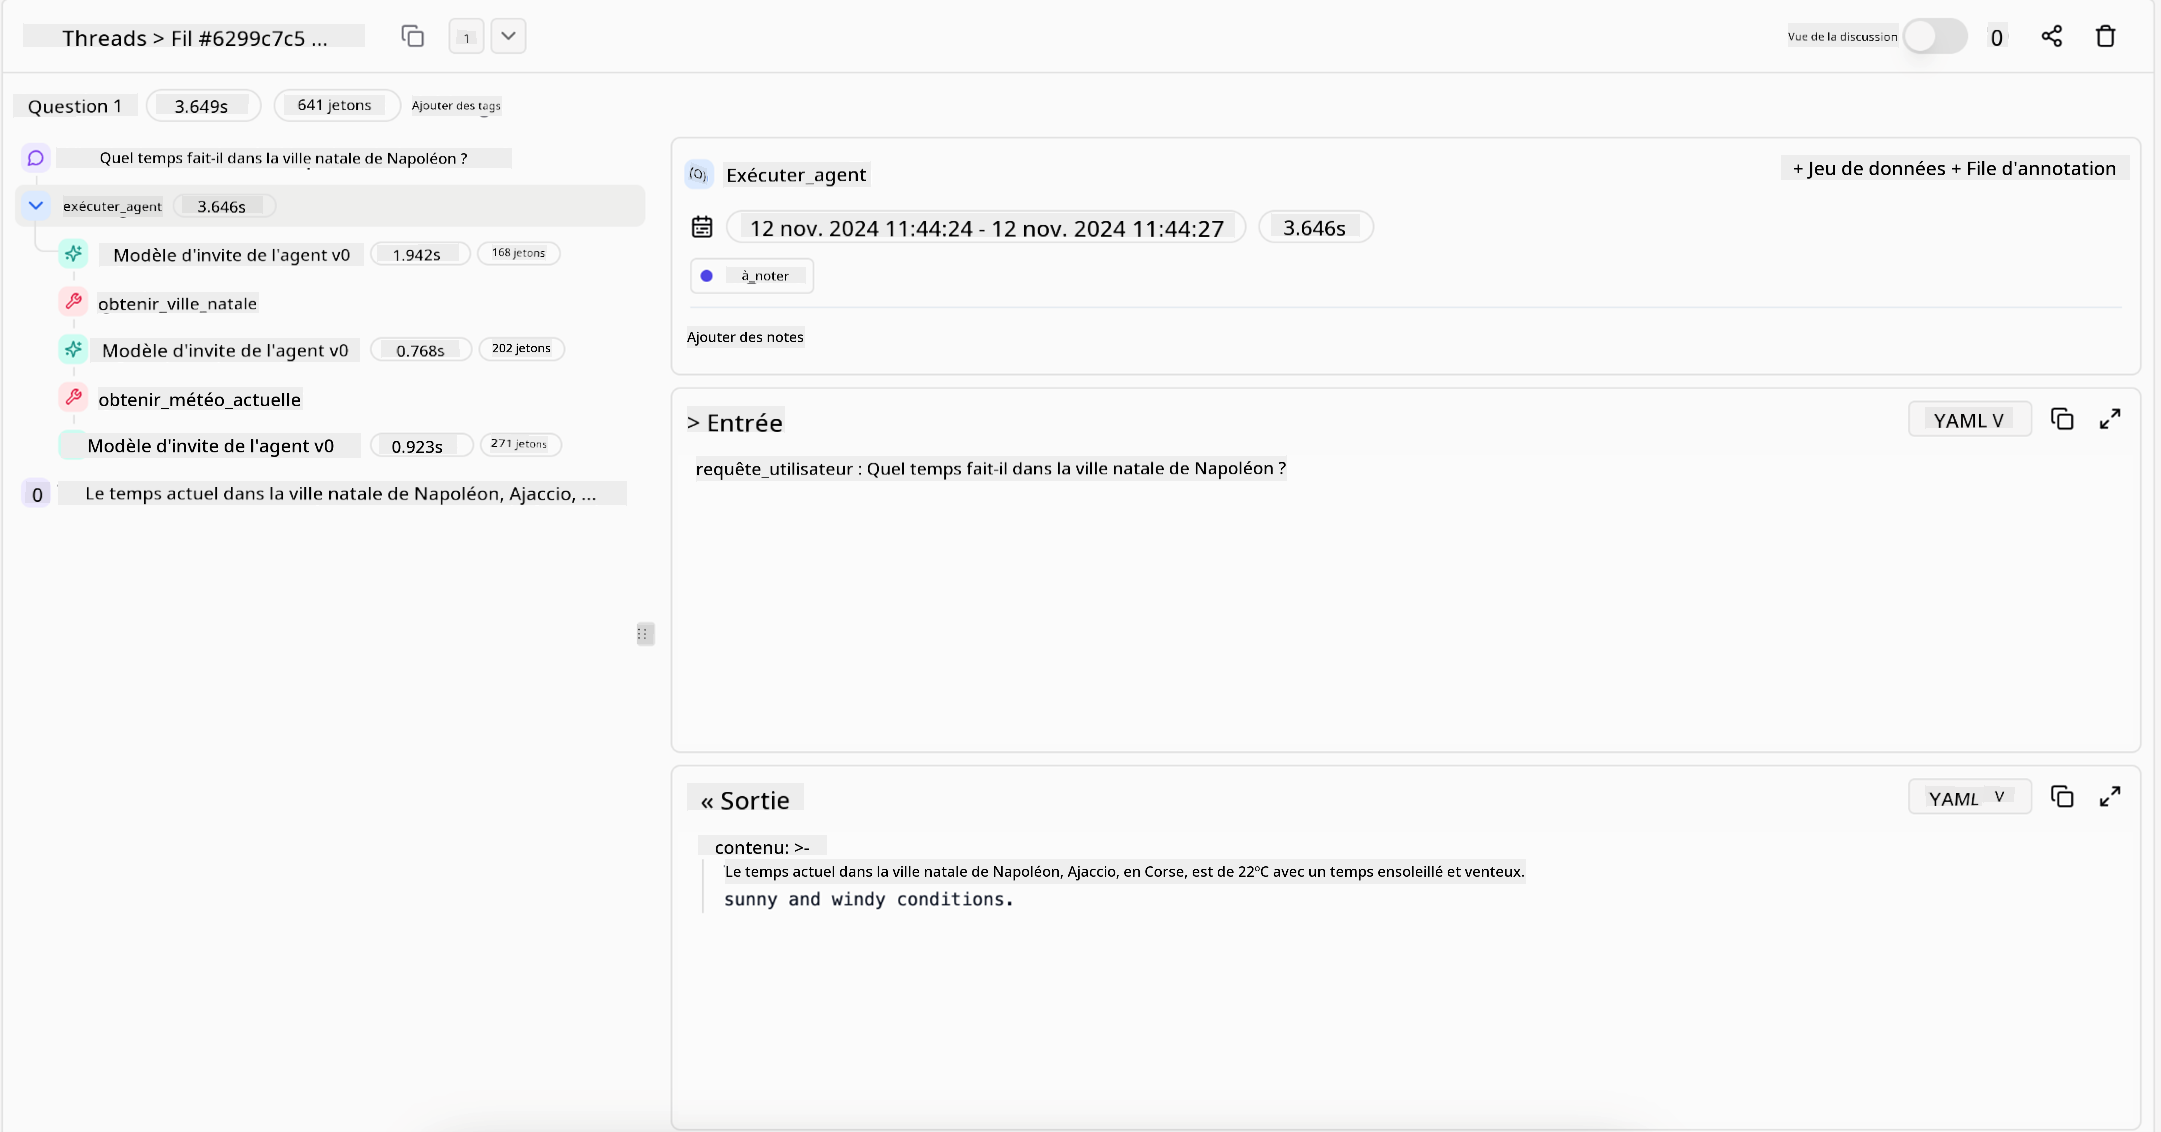 Threads > Fil #6299c7c5 ...
1
Vue de la discussion
0
Question 1 3.649s 641 jetons Ajouter des tags
Quel temps fait-il dans la ville natale de Napoléon ?
exécuter_agent 3.646s
Modèle d'invite de l'agent v0 1.942s 168 jetons
obtenir_ville_natale
Modèle d'invite de l'agent v0 0.768s 202 jetons
obtenir_météo_actuelle
Modèle d'invite de l'agent v0 0.923s 271 jetons
0 Le temps actuel dans la ville natale de Napoléon, Ajaccio, ...
Exécuter_agent
+ Jeu de données + File d'annotation
12 nov. 2024 11:44:24 - 12 nov. 2024 11:44:27 3.646s
à_noter
Ajouter des notes
> Entrée
YAML V
requête_utilisateur : Quel temps fait-il dans la ville natale de Napoléon ?
« Sortie
YAML V
contenu: >-
Le temps actuel dans la ville natale de Napoléon, Ajaccio, en Corse, est de 22°C avec un temps ensoleillé et venteux.
sunny and windy conditions.